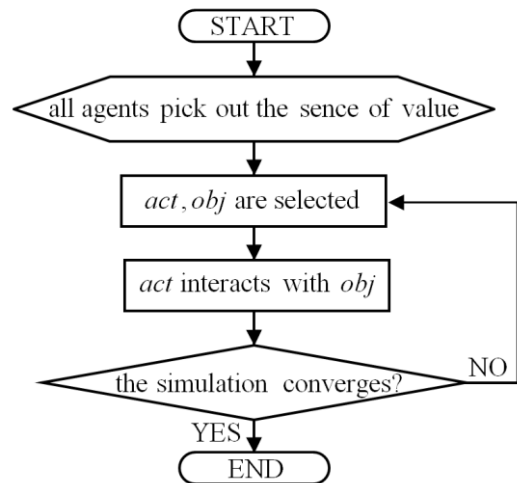 START
all agents pick out the sence of value
act, obj are selected
act interacts with obj
the simulation converges?
NO
YES
END